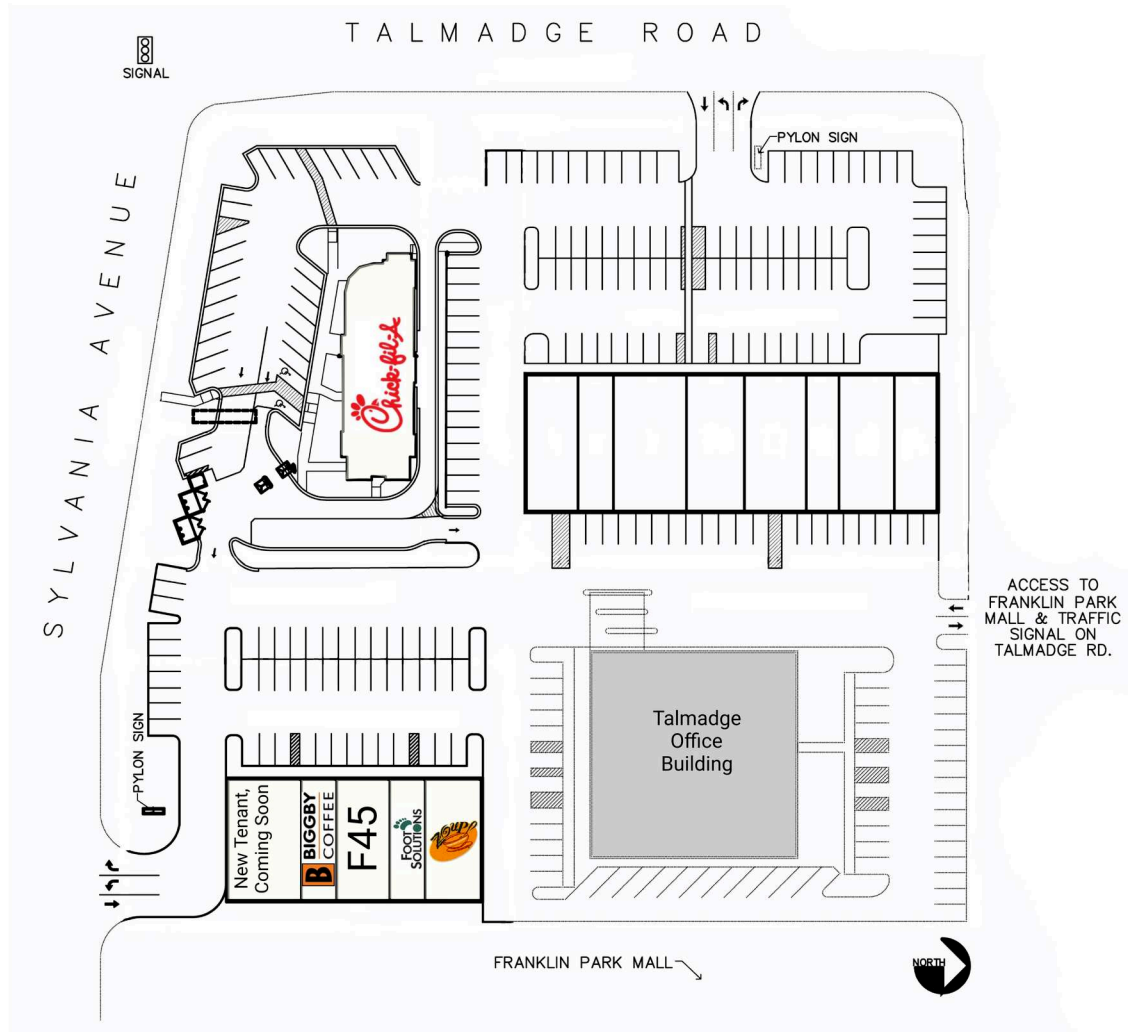 TALMADGE ROAD
SIGNAL
PYLON SIGN
SYLVANIA AVENUE
Chick-fil-A
ACCESS TO
FRANKLIN PARK
MALL & TRAFFIC
SIGNAL ON
TALMADGE RD.
Talmadge
Office
Building
PYLON SIGN
New Tenant,
Coming Soon
B BIGGBY
COFFEE
F45
FOOT
SOLUTIONS
Zoup!
FRANKLIN PARK MALL
NORTH